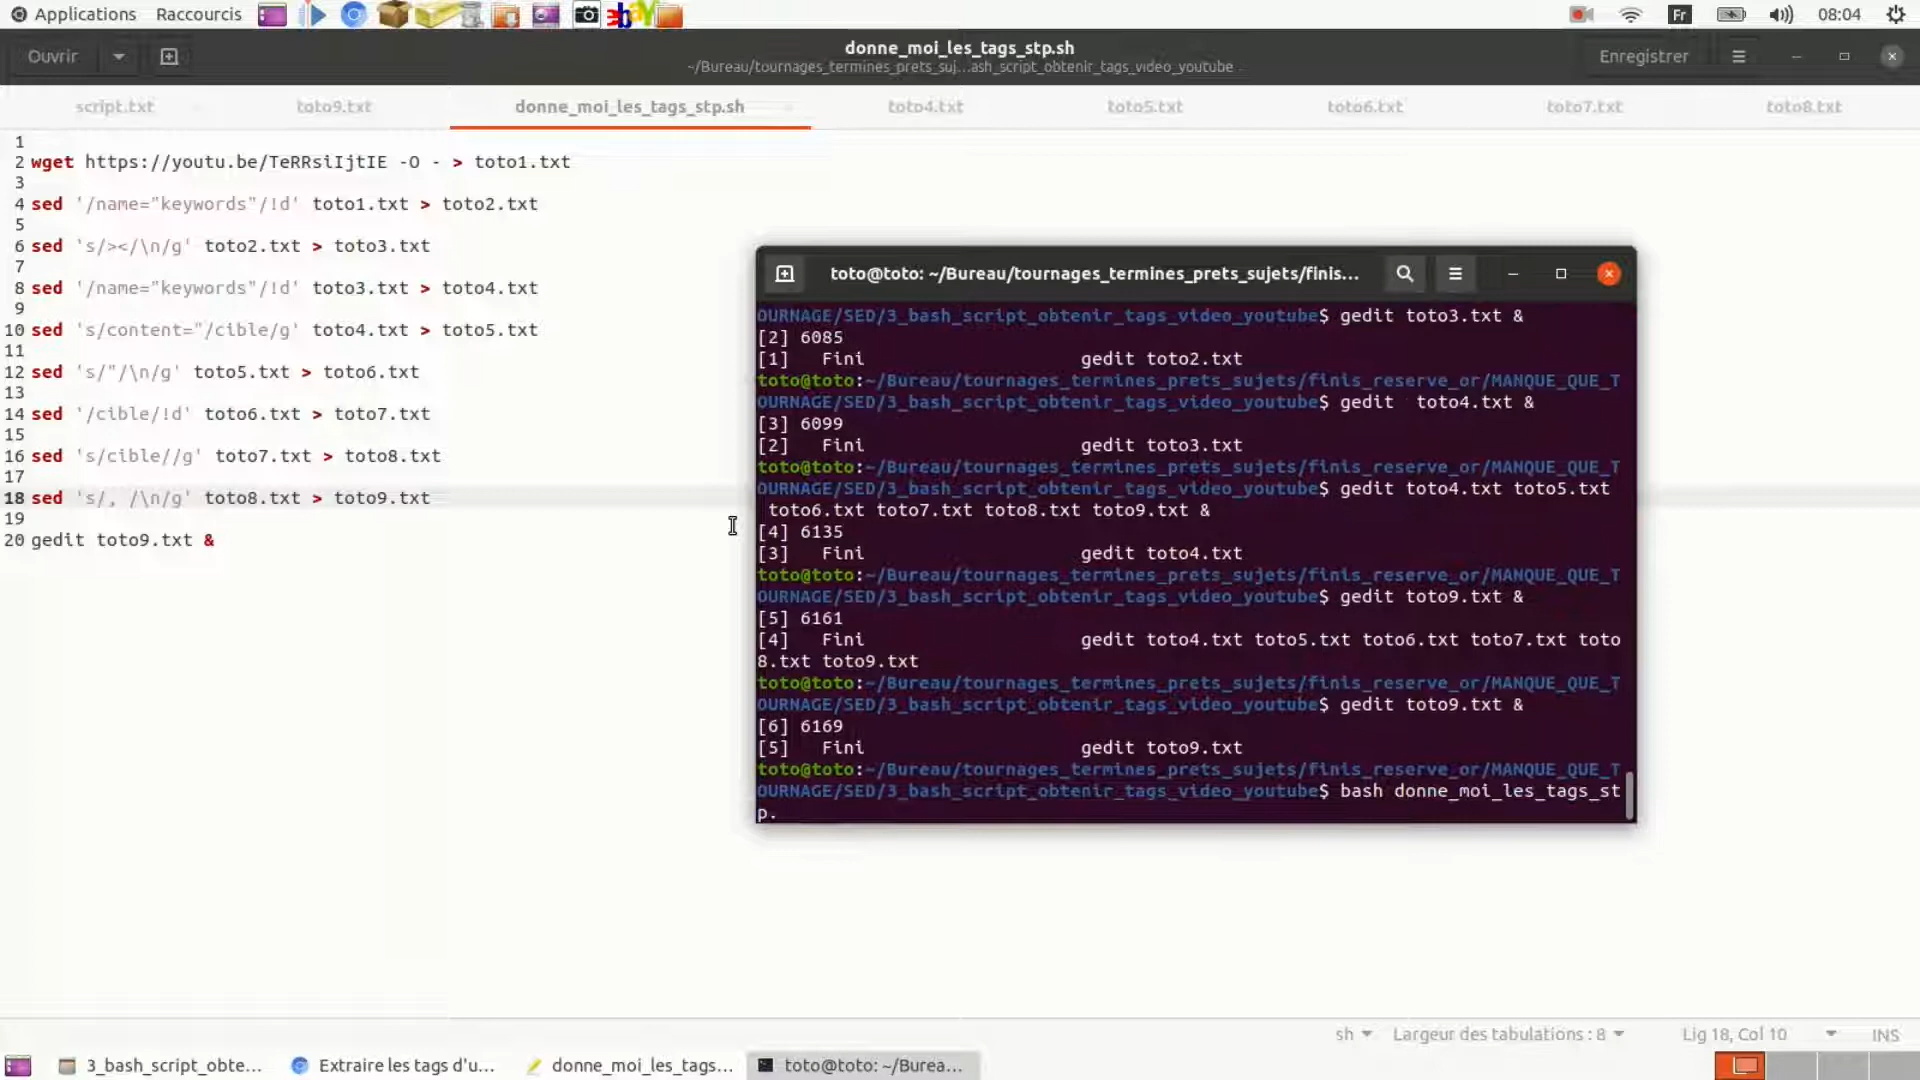 Applications Raccourcis
Fr 08:04
Ouvrir
donne_moi_les_tags_stp.sh
~/Bureau/tournages_termines_prets_suj...ash_script_obtenir_tags_video_youtube
Enregistrer
script.txt toto9.txt donne_moi_les_tags_stp.sh toto4.txt toto5.txt toto6.txt toto7.txt toto8.txt
1
2 wget https://youtu.be/TeRRsiIjtIE -O - > toto1.txt
3
4 sed '/name="keywords"/!d' toto1.txt > toto2.txt
5
6 sed 's/></\n/g' toto2.txt > toto3.txt
7
8 sed '/name="keywords"/!d' toto3.txt > toto4.txt
9
10 sed 's/content="/cible/g' toto4.txt > toto5.txt
11
12 sed 's/"/\n/g' toto5.txt > toto6.txt
13
14 sed '/cible/!d' toto6.txt > toto7.txt
15
16 sed 's/cible//g' toto7.txt > toto8.txt
17
18 sed 's/, /\n/g' toto8.txt > toto9.txt
19
20 gedit toto9.txt &
toto@toto: ~/Bureau/tournages_termines_prets_sujets/finis...
OURNAGE/SED/3_bash_script_obtenir_tags_video_youtube$ gedit toto3.txt &
[2] 6085
[1]   Fini                    gedit toto2.txt
toto@toto:~/Bureau/tournages_termines_prets_sujets/finis_reserve_or/MANQUE_QUE_T
OURNAGE/SED/3_bash_script_obtenir_tags_video_youtube$ gedit  toto4.txt &
[3] 6099
[2]   Fini                    gedit toto3.txt
toto@toto:~/Bureau/tournages_termines_prets_sujets/finis_reserve_or/MANQUE_QUE_T
OURNAGE/SED/3_bash_script_obtenir_tags_video_youtube$ gedit toto4.txt toto5.txt
 toto6.txt toto7.txt toto8.txt toto9.txt &
[4] 6135
[3]   Fini                    gedit toto4.txt
toto@toto:~/Bureau/tournages_termines_prets_sujets/finis_reserve_or/MANQUE_QUE_T
OURNAGE/SED/3_bash_script_obtenir_tags_video_youtube$ gedit toto9.txt &
[5] 6161
[4]   Fini                    gedit toto4.txt toto5.txt toto6.txt toto7.txt toto
8.txt toto9.txt
toto@toto:~/Bureau/tournages_termines_prets_sujets/finis_reserve_or/MANQUE_QUE_T
OURNAGE/SED/3_bash_script_obtenir_tags_video_youtube$ gedit toto9.txt &
[6] 6169
[5]   Fini                    gedit toto9.txt
toto@toto:~/Bureau/tournages_termines_prets_sujets/finis_reserve_or/MANQUE_QUE_T
OURNAGE/SED/3_bash_script_obtenir_tags_video_youtube$ bash donne_moi_les_tags_st
p.
sh Largeur des tabulations : 8 Lig 18, Col 10 INS
3_bash_script_obte... Extraire les tags d'u... donne_moi_les_tags... toto@toto: ~/Burea...